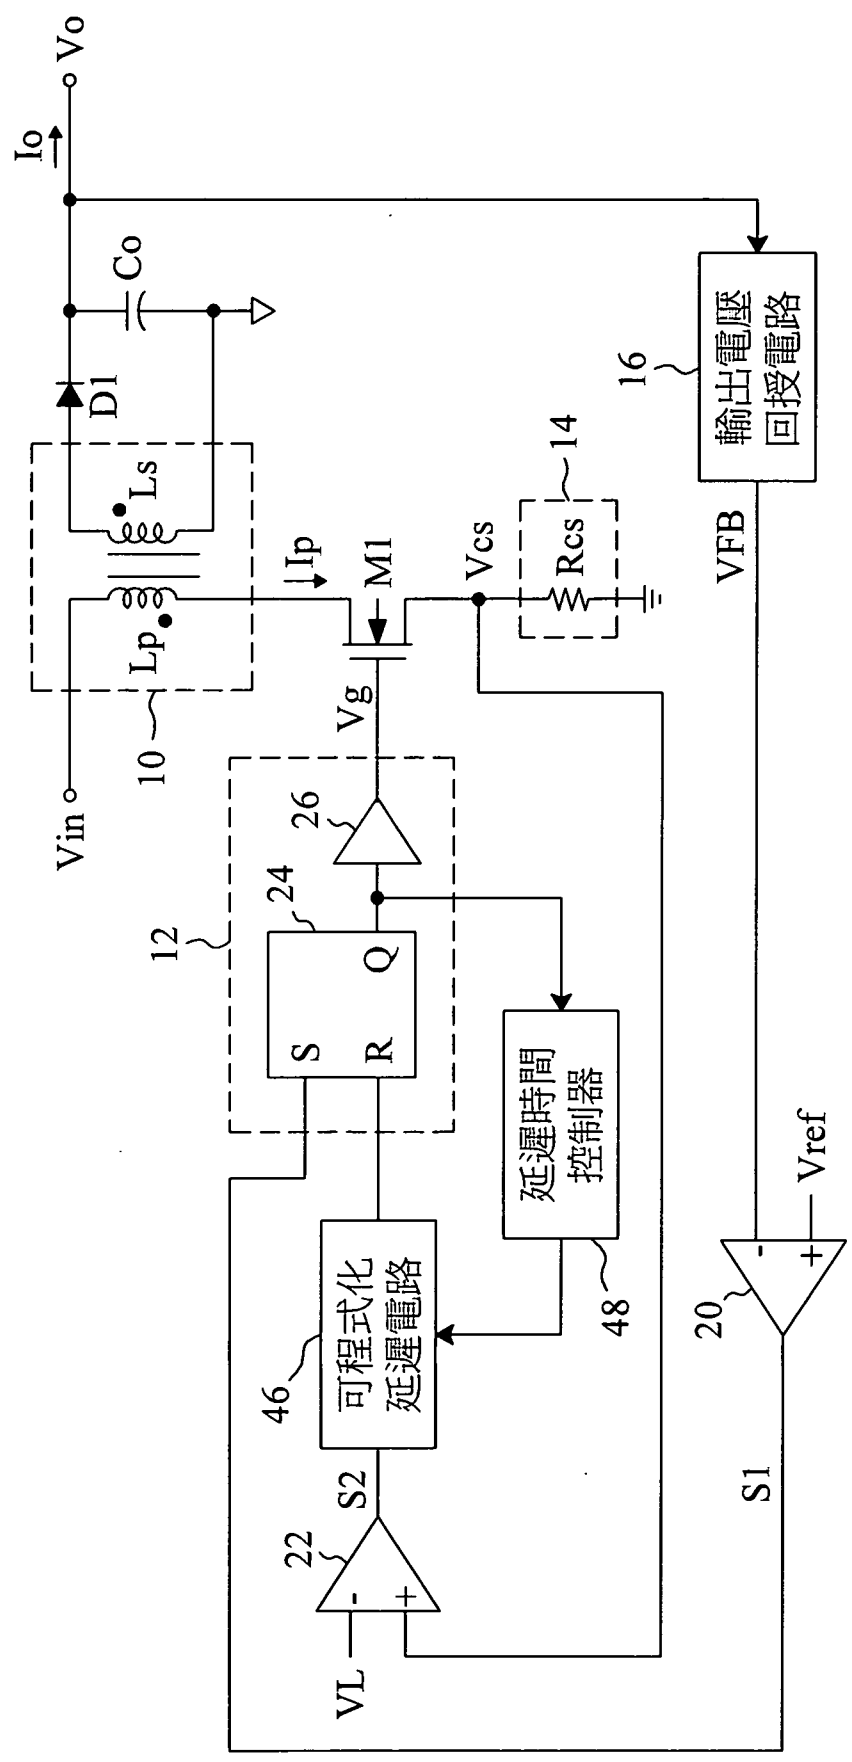 Vin
10
Lp
Ls
D1
Co
Io
Vo
Ip
12
24
26
S
R
Q
Vg
M1
Vcs
14
Rcs
VL
22
S2
46
可程式化
延遲電路
延遲時間
控制器
48
16
輸出電壓
回授電路
VFB
S1
20
Vref
-
+
-
+